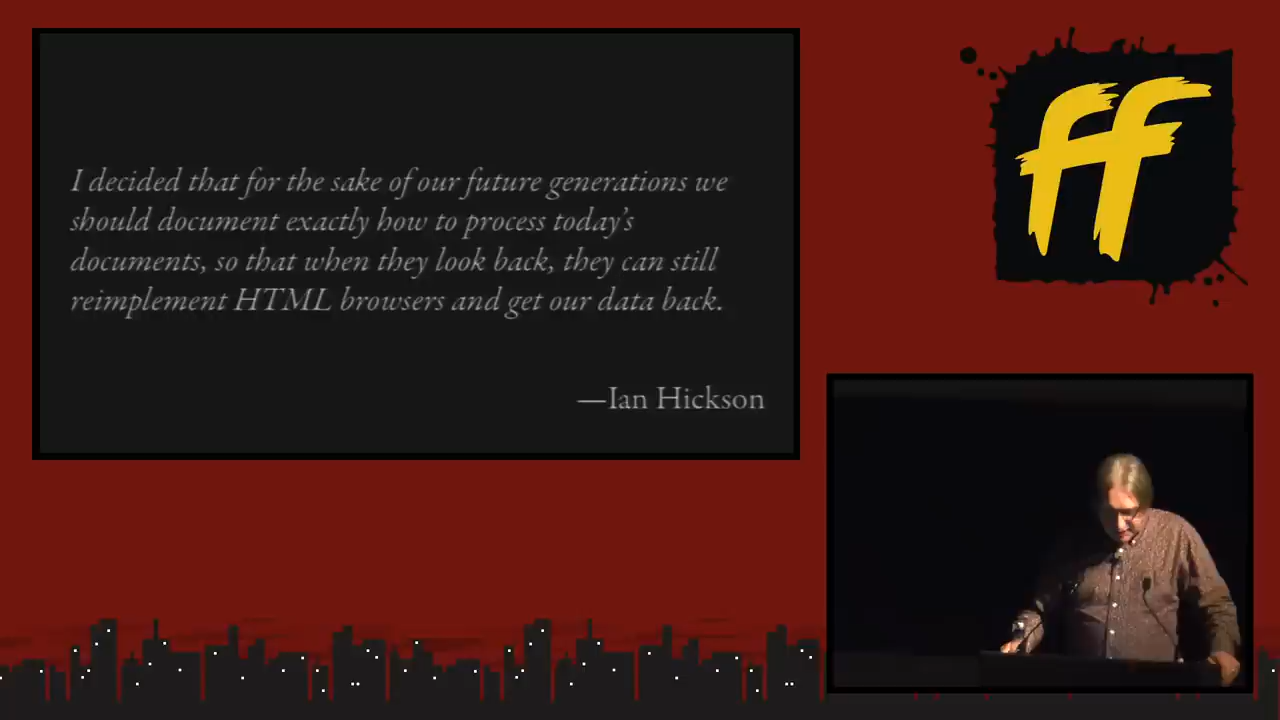 I decided that for the sake of our future generations we
should document exactly how to process today’s
documents, so that when they look back, they can still
reimplement HTML browsers and get our data back.
—Ian Hickson
ff